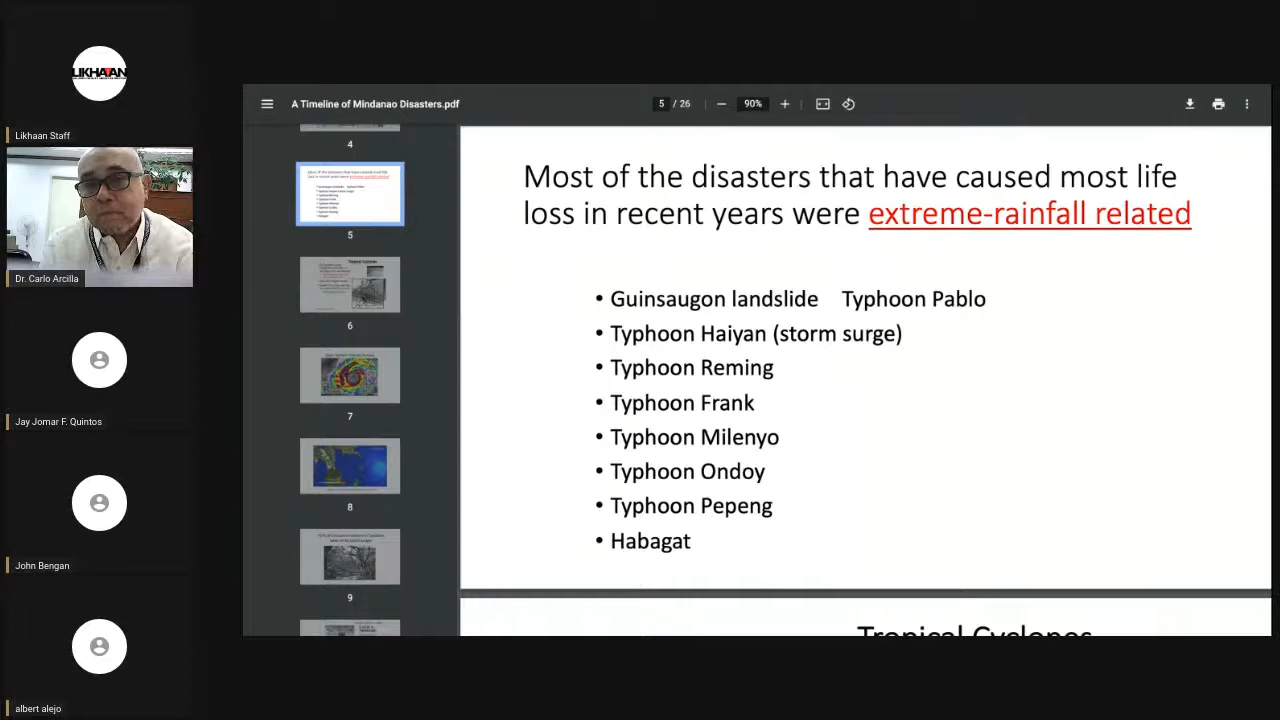 LIKHAAN
Likhaan Staff
Dr. Carlo Arcilla
Jay Jomar F. Quintos
John Bengan
albert alejo
A Timeline of Mindanao Disasters.pdf
5 / 26
90%
4
5
6
7
8
9
Most of the disasters that have caused most life
loss in recent years were extreme-rainfall related
• Guinsaugon landslide Typhoon Pablo
• Typhoon Haiyan (storm surge)
• Typhoon Reming
• Typhoon Frank
• Typhoon Milenyo
• Typhoon Ondoy
• Typhoon Pepeng
• Habagat
Tropical Cyclones